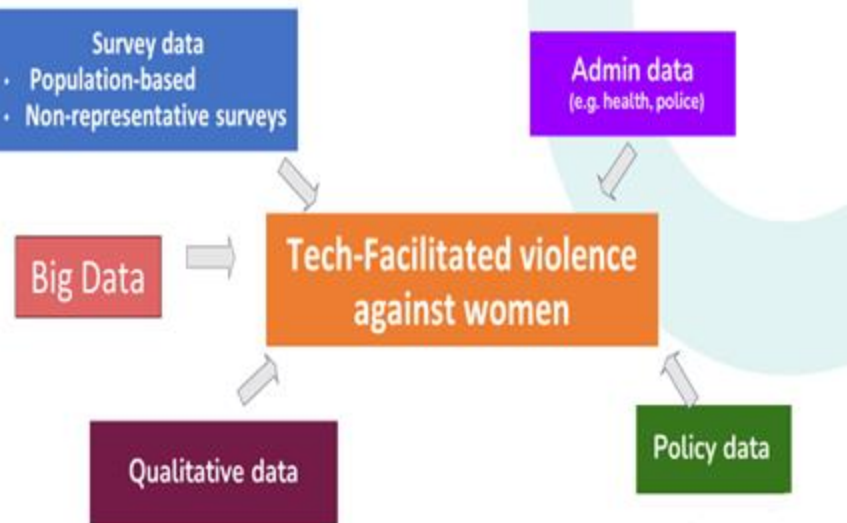 Survey data
• Population-based
• Non-representative surveys
Admin data
(e.g. health, police)
Big Data
Tech-Facilitated violence
against women
Qualitative data
Policy data